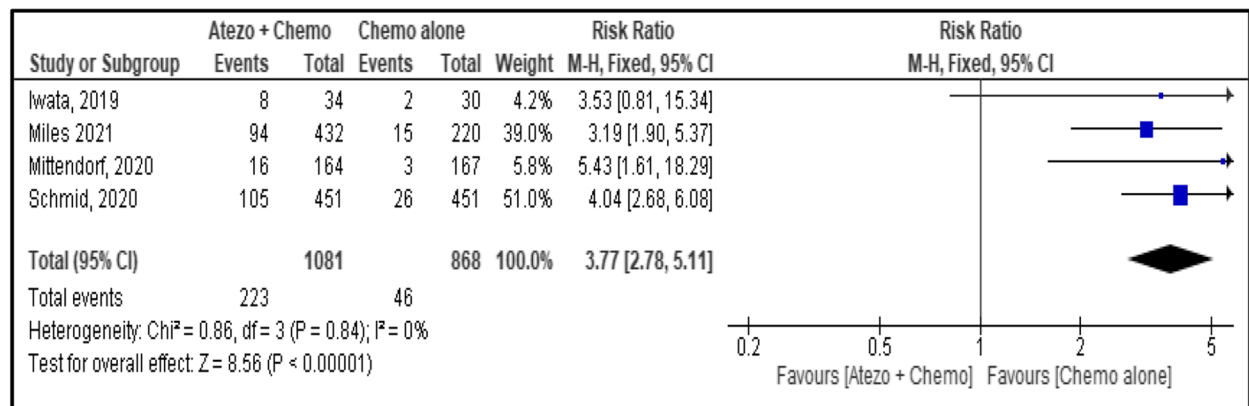 Atezo + Chemo Chemo alone Risk Ratio Risk Ratio
Study or Subgroup Events Total Events Total Weight M-H, Fixed, 95% CI M-H, Fixed, 95% CI
Iwata, 2019 8 34 2 30 4.2% 3.53 [0.81, 15.34]
Miles 2021 94 432 15 220 39.0% 3.19 [1.90, 5.37]
Mittendorf, 2020 16 164 3 167 5.8% 5.43 [1.61, 18.29]
Schmid, 2020 105 451 26 451 51.0% 4.04 [2.68, 6.08]
Total (95% CI) 1081 868 100.0% 3.77 [2.78, 5.11]
Total events 223 46
Heterogeneity: Chi² = 0.86, df = 3 (P = 0.84); I² = 0%
Test for overall effect: Z = 8.56 (P < 0.00001)
0.2 0.5 1 2 5
Favours [Atezo + Chemo] Favours [Chemo alone]